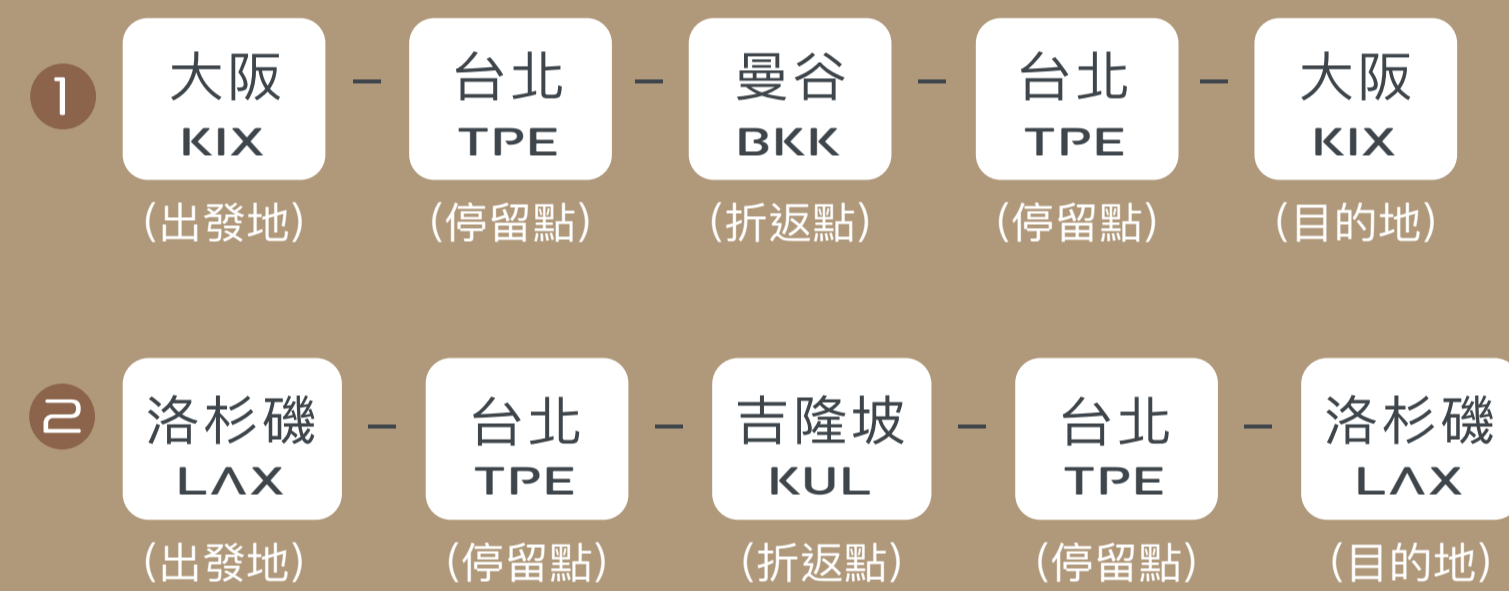 1
大阪 – 台北 – 曼谷 – 台北 – 大阪
KIX TPE BKK TPE KIX
(出發地) (停留點) (折返點) (停留點) (目的地)
2
洛杉磯 – 台北 – 吉隆坡 – 台北 – 洛杉磯
LAX TPE KUL TPE LAX
(出發地) (停留點) (折返點) (停留點) (目的地)